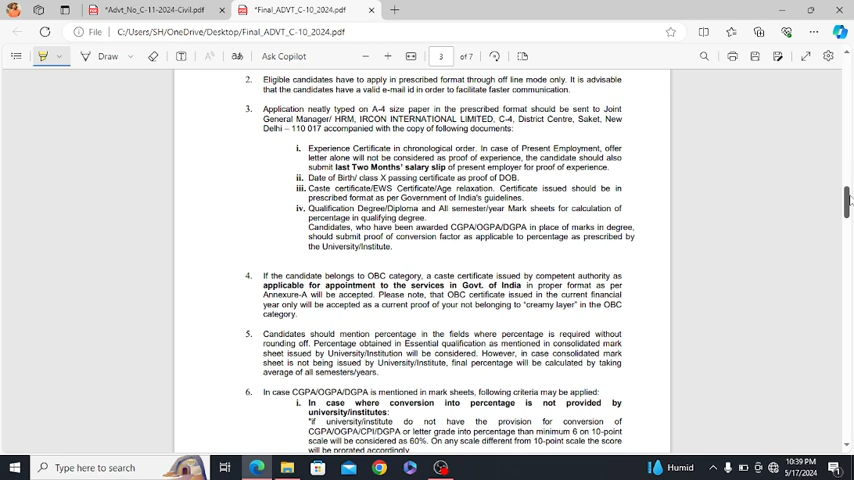 *Advt_No_C-11-2024-Civil.pdf
*Final_ADVT_C-10_2024.pdf
File
C:/Users/SH/OneDrive/Desktop/Final_ADVT_C-10_2024.pdf
Draw
Ask Copilot
3
of 7
2. Eligible candidates have to apply in prescribed format through off line mode only. It is advisable
that the candidates have a valid e-mail id in order to facilitate faster communication.
3. Application neatly typed on A-4 size paper in the prescribed format should be sent to Joint
General Manager/ HRM, IRCON INTERNATIONAL LIMITED, C-4, District Centre, Saket, New
Delhi – 110 017 accompanied with the copy of following documents:
i. Experience Certificate in chronological order. In case of Present Employment, offer
letter alone will not be considered as proof of experience, the candidate should also
submit last Two Months' salary slip of present employer for proof of experience.
ii. Date of Birth/ class X passing certificate as proof of DOB.
iii. Caste certificate/EWS Certificate/Age relaxation. Certificate issued should be in
prescribed format as per Government of India's guidelines.
iv. Qualification Degree/Diploma and All semester/year Mark sheets for calculation of
percentage in qualifying degree.
Candidates, who have been awarded CGPA/OGPA/DGPA in place of marks in degree,
should submit proof of conversion factor as applicable to percentage as prescribed by
the University/Institute.
4. If the candidate belongs to OBC category, a caste certificate issued by competent authority as
applicable for appointment to the services in Govt. of India in proper format as per
Annexure-A will be accepted. Please note, that OBC certificate issued in the current financial
year only will be accepted as a current proof of your not belonging to "creamy layer" in the OBC
category.
5. Candidates should mention percentage in the fields where percentage is required without
rounding off. Percentage obtained in Essential qualification as mentioned in consolidated mark
sheet issued by University/Institution will be considered. However, in case consolidated mark
sheet is not being issued by University/Institute, final percentage will be calculated by taking
average of all semesters/years.
6. In case CGPA/OGPA/DGPA is mentioned in mark sheets, following criteria may be applied:
i. In case where conversion into percentage is not provided by
university/institutes:
"if university/institute do not have the provision for conversion of
CGPA/OGPA/CPI/DGPA or letter grade into percentage than minimum 6 on 10-point
scale will be considered as 60%. On any scale different from 10-point scale the score
will be prorated accordingly
Type here to search
Humid
10:39 PM
5/17/2024
1